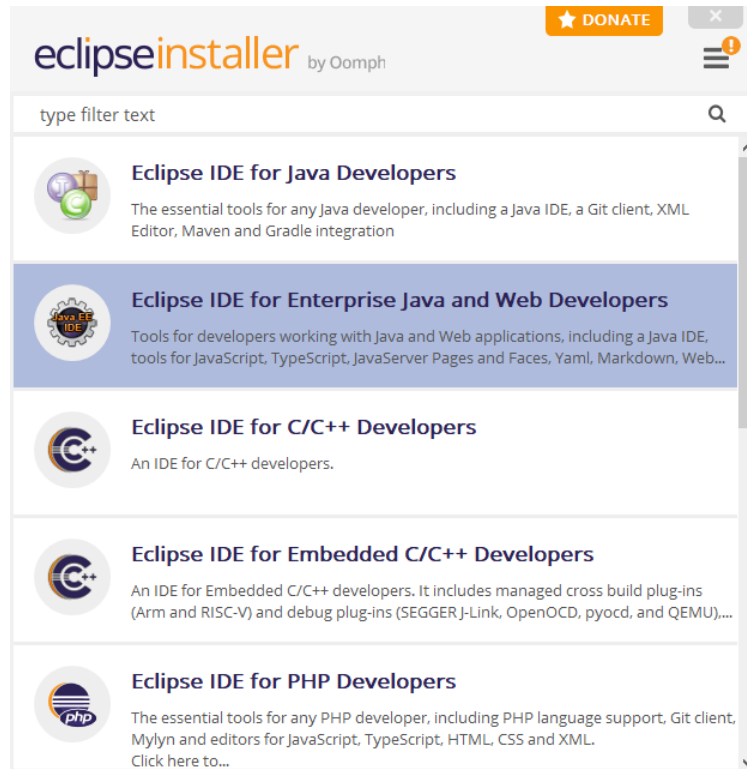 DONATE
eclipseinstaller by Oomph
type filter text
Eclipse IDE for Java Developers
The essential tools for any Java developer, including a Java IDE, a Git client, XML
Editor, Maven and Gradle integration
Java EE
IDE
Eclipse IDE for Enterprise Java and Web Developers
Tools for developers working with Java and Web applications, including a Java IDE,
tools for JavaScript, TypeScript, JavaServer Pages and Faces, Yaml, Markdown, Web...
C++
Eclipse IDE for C/C++ Developers
An IDE for C/C++ developers.
C++
Eclipse IDE for Embedded C/C++ Developers
An IDE for Embedded C/C++ developers. It includes managed cross build plug-ins
(Arm and RISC-V) and debug plug-ins (SEGGER J-Link, OpenOCD, pyocd, and QEMU),...
php
Eclipse IDE for PHP Developers
The essential tools for any PHP developer, including PHP language support, Git client,
Mylyn and editors for JavaScript, TypeScript, HTML, CSS and XML.
Click here to...